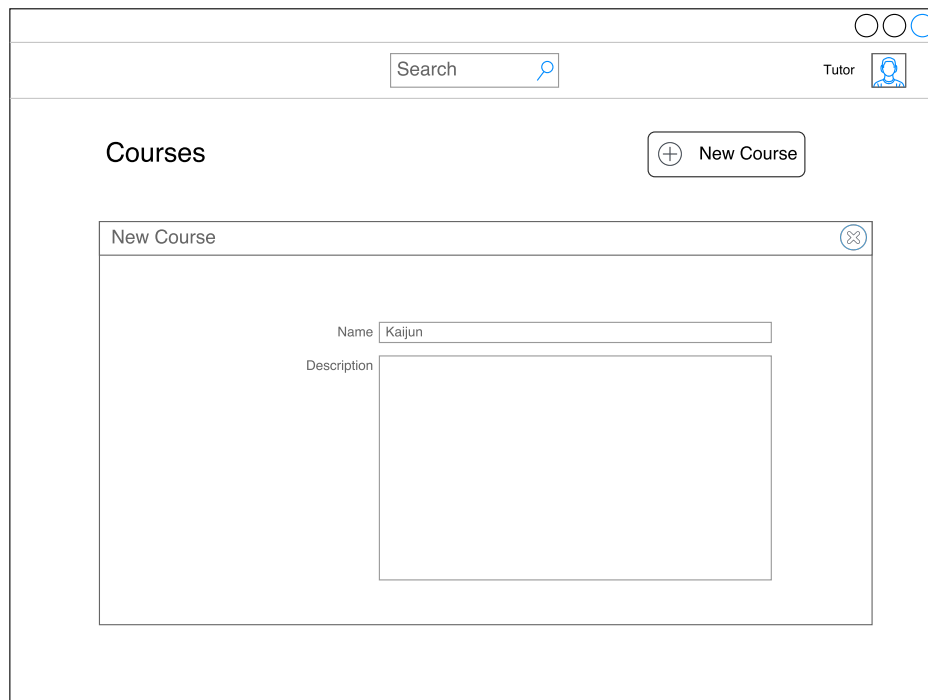 Search
Tutor
Courses
New Course
New Course
Name
Kaijun
Description